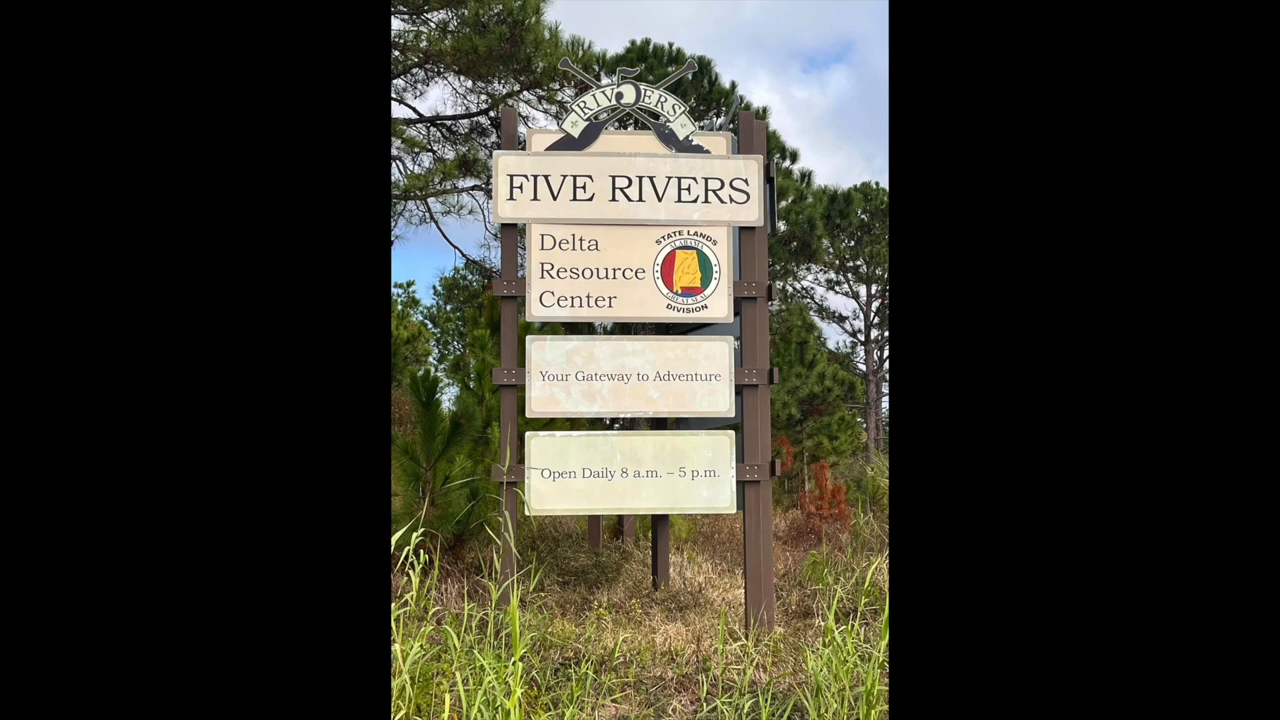 RIV5ERS
FIVE RIVERS
Delta
Resource
Center
STATE LANDS
ALABAMA
GREAT SEAL
DIVISION
Your Gateway to Adventure
Open Daily 8 a.m. – 5 p.m.